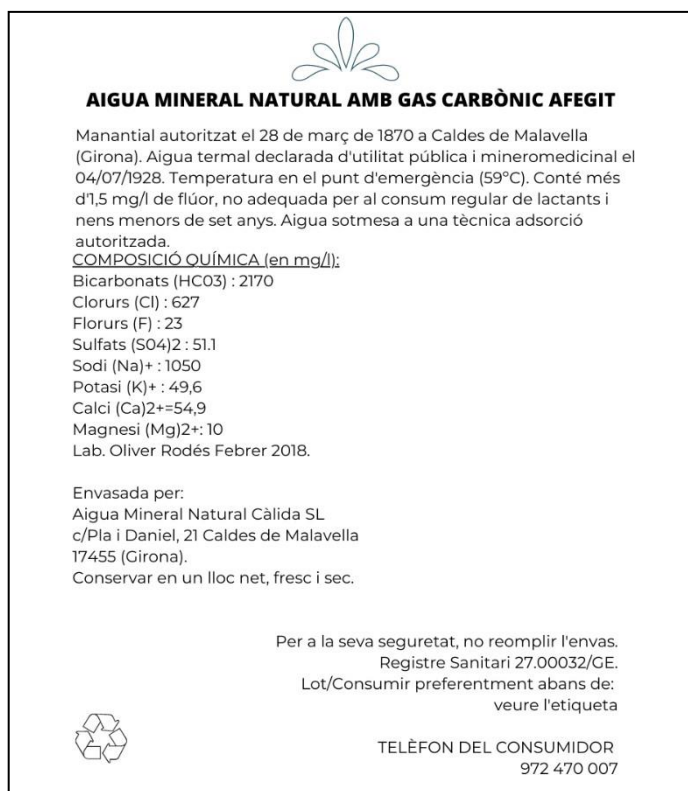 AIGUA MINERAL NATURAL AMB GAS CARBÒNIC AFEGIT
Manantial autoritzat el 28 de març de 1870 a Caldes de Malavella
(Girona). Aigua termal declarada d'utilitat pública i mineromedicinal el
04/07/1928. Temperatura en el punt d'emergència (59ºC). Conté més
d'1,5 mg/l de flúor, no adequada per al consum regular de lactants i
nens menors de set anys. Aigua sotmesa a una tècnica adsorció
autoritzada.
COMPOSICIÓ QUÍMICA (en mg/l):
Bicarbonats (HC03) : 2170
Clorurs (Cl) : 627
Florurs (F) : 23
Sulfats (S04)2 : 51.1
Sodi (Na)+ : 1050
Potasi (K)+ : 49,6
Calci (Ca)2+=54,9
Magnesi (Mg)2+: 10
Lab. Oliver Rodés Febrer 2018.
Envasada per:
Aigua Mineral Natural Càlida SL
c/Pla i Daniel, 21 Caldes de Malavella
17455 (Girona).
Conservar en un lloc net, fresc i sec.
Per a la seva seguretat, no reomplir l'envas.
Registre Sanitari 27.00032/GE.
Lot/Consumir preferentment abans de:
veure l'etiqueta
TELÈFON DEL CONSUMIDOR
972 470 007